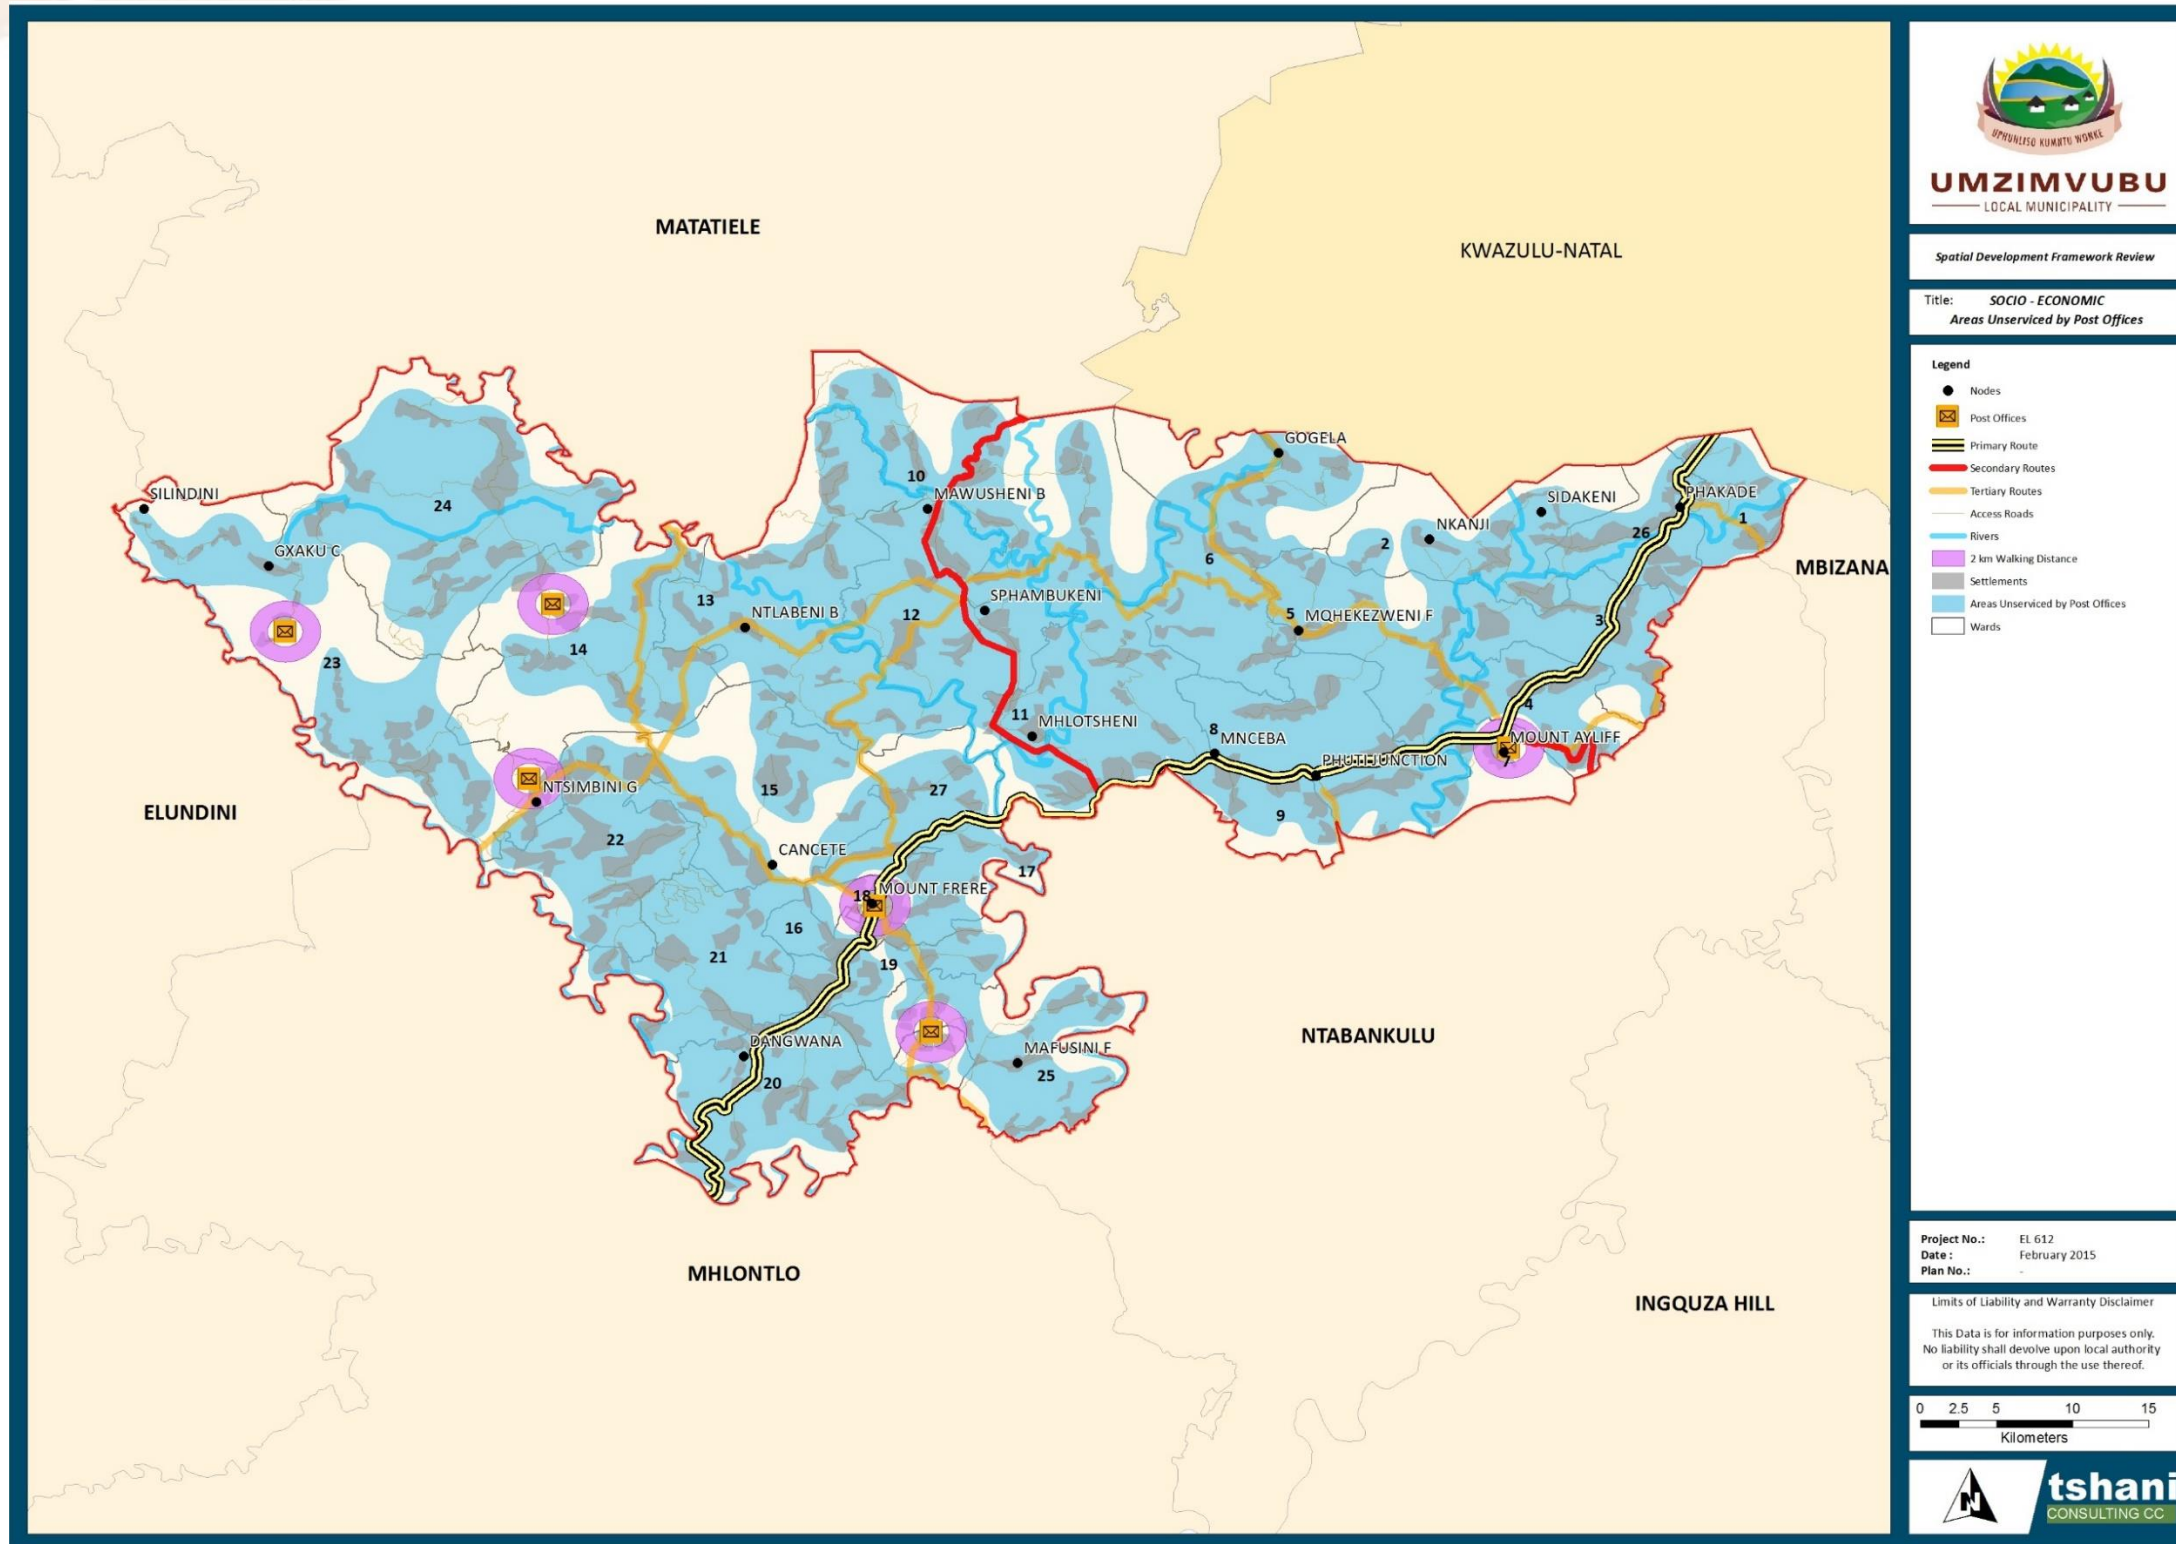 MATATIELE
KWAZULU-NATAL
GOGELA
SILINDINI
10
MAWUSHENI B
SIDAKENI
PHAKADE
24
1
NKANJI
26
2
GXAKU C
6
MBIZANA
13
SPHAMBUKENI
NTLABENI B
12
5
MQHEKEZWENI F
3
14
23
4
11
MHLOTSHENI
8
MNCEBA
MOUNT AYLIFF
PHUTI JUNCTION
7
NTSIMBINI G
15
27
ELUNDINI
9
22
CANCETE
17
18
MOUNT FRERE
16
21
19
NTABANKULU
DANGWANA
MAFUSINI F
20
25
MHLONTLO
INGQUZA HILL
UPHUHLISO KUMNTU WONKE
UMZIMVUBU
LOCAL MUNICIPALITY
Spatial Development Framework Review
Title: SOCIO - ECONOMIC
Areas Unserviced by Post Offices
Legend
Nodes
Post Offices
Primary Route
Secondary Routes
Tertiary Routes
Access Roads
Rivers
2 km Walking Distance
Settlements
Areas Unserviced by Post Offices
Wards
Project No.: EL 612
Date : February 2015
Plan No.: -
Limits of Liability and Warranty Disclaimer
This Data is for information purposes only.
No liability shall devolve upon local authority
or its officials through the use thereof.
0 2.5 5 10 15
Kilometers
N
tshani
CONSULTING CC